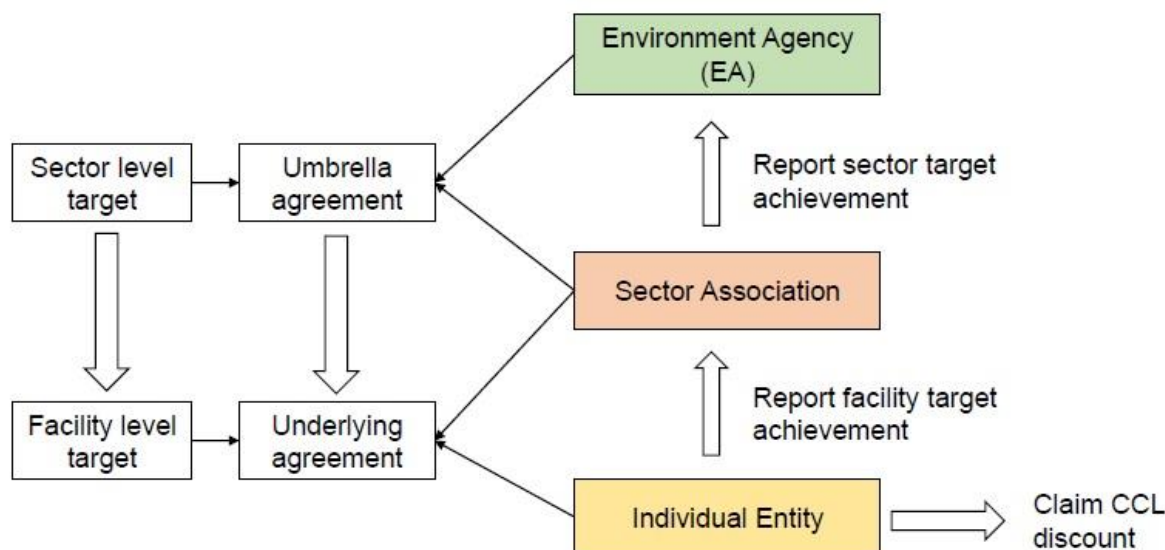 Environment Agency
(EA)
Sector level
target
Umbrella
agreement
Report sector target
achievement
Sector Association
Facility level
target
Underlying
agreement
Report facility target
achievement
Individual Entity
Claim CCL
discount